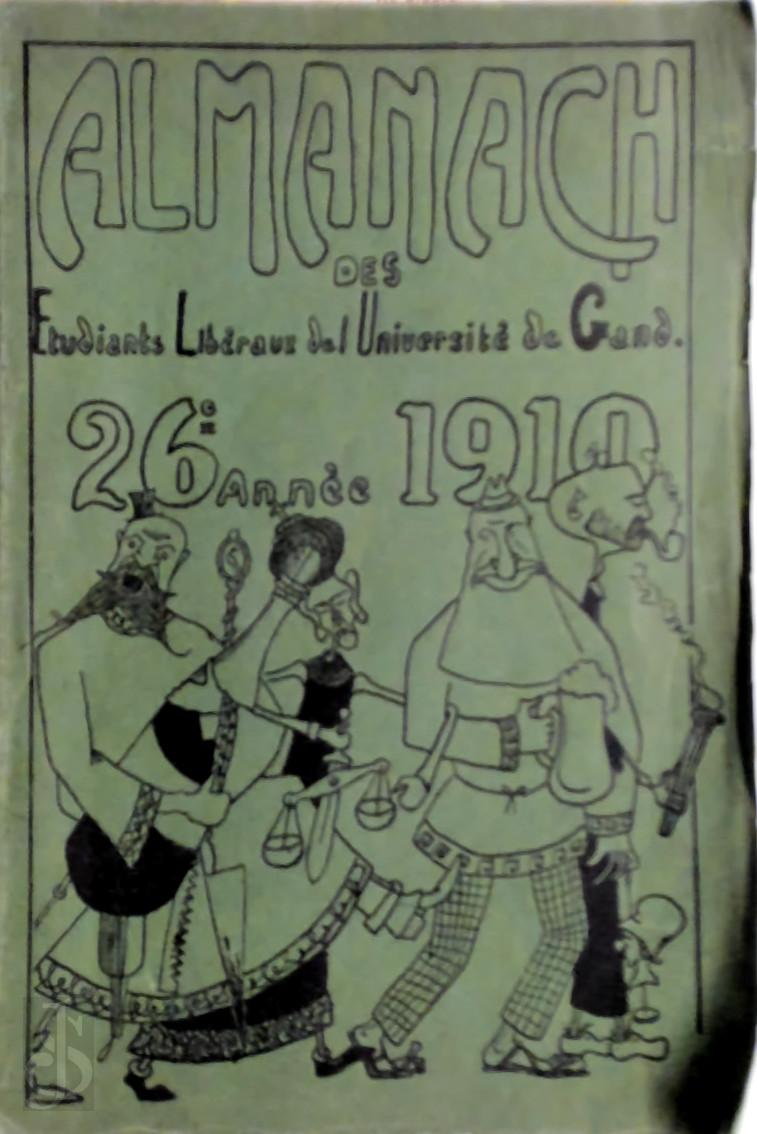 ALMANACH
DES
Etudiants Libéraux de l'Université de Gand.
26e Année 1910